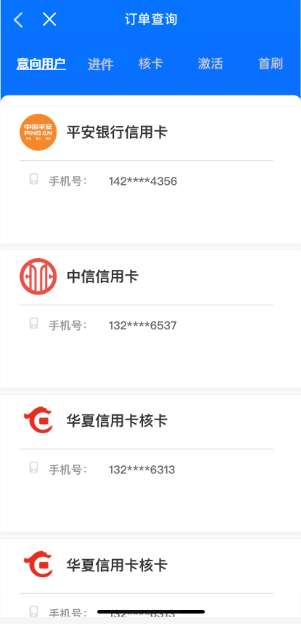 订单查询
意向用户 进件 核卡 激活 首刷
中国平安
PINGAN
平安银行信用卡
手机号： 142****4356
中信信用卡
手机号： 132****6537
华夏信用卡核卡
手机号： 132****6313
华夏信用卡核卡
手机号： 132****6313